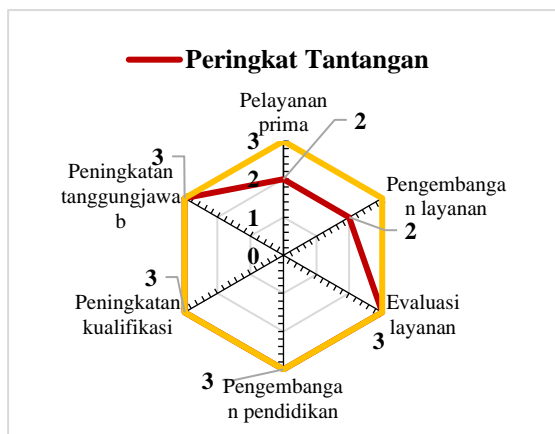 Peringkat Tantangan
Pelayanan
prima
2
3
2
1
0
Pengembanga
n layanan
2
Evaluasi
layanan
3
Pengembanga
n pendidikan
3
Peningkatan
kualifikasi
3
Peningkatan
tanggungjawa
b
3